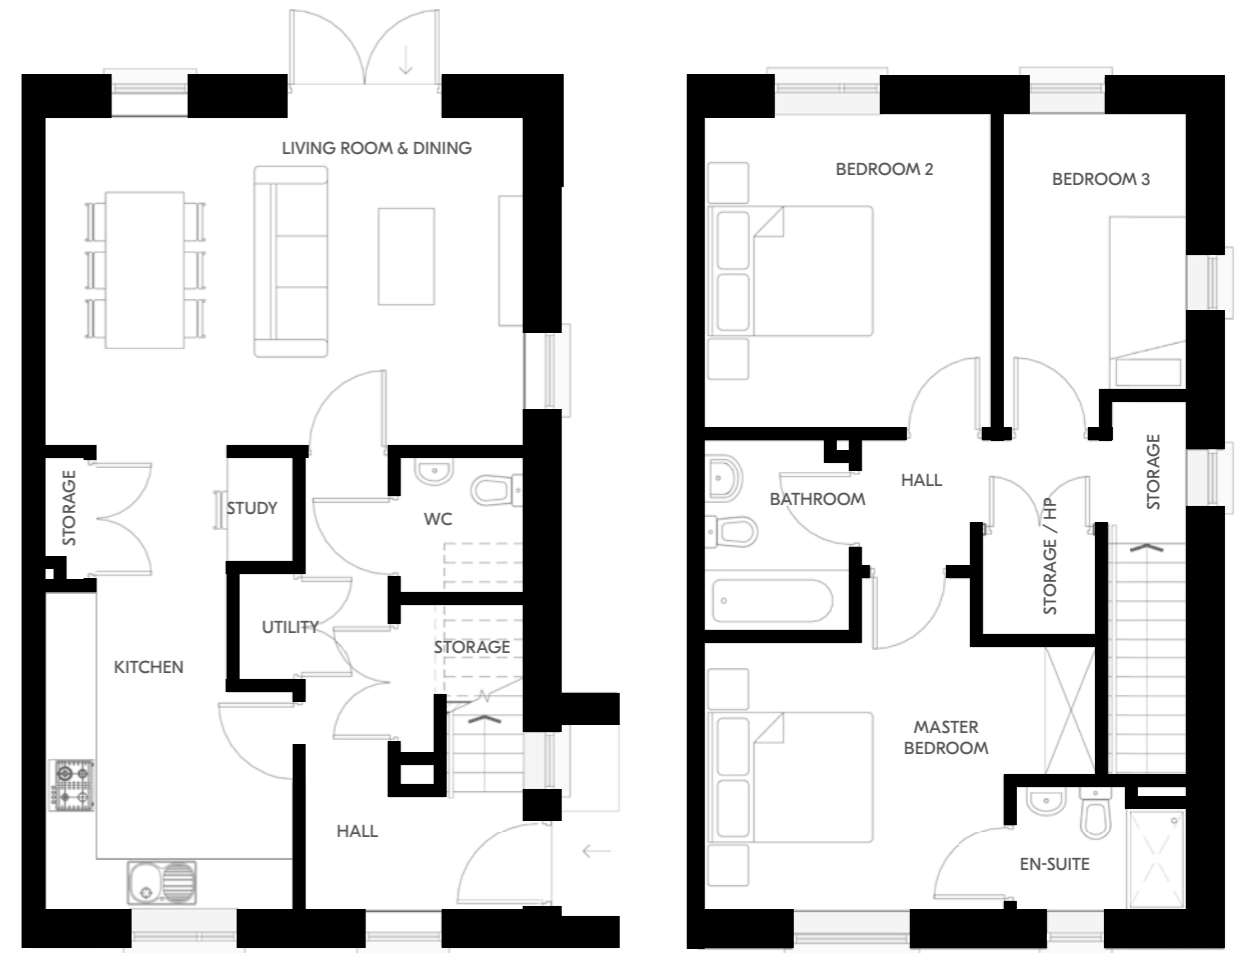 LIVING ROOM & DINING
STORAGE
STUDY
WC
UTILITY
STORAGE
KITCHEN
HALL
BEDROOM 2
BEDROOM 3
HALL
STORAGE
BATHROOM
STORAGE / HP
MASTER
BEDROOM
EN-SUITE